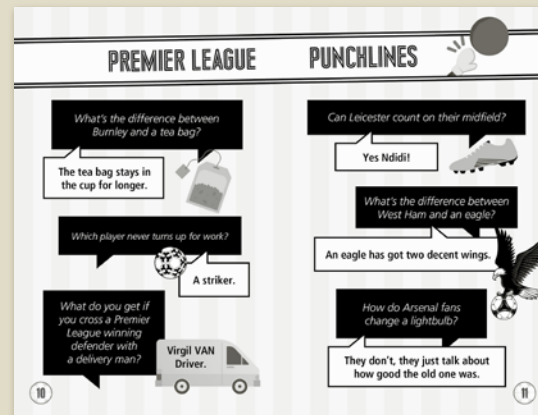 PREMIER LEAGUE PUNCHLINES
What's the difference between
Burnley and a tea bag?
The tea bag stays in
the cup for longer.
Which player never turns up for work?
A striker.
What do you get if
you cross a Premier
League winning
defender with
a delivery man?
Virgil VAN
Driver.
10
Can Leicester count on their midfield?
Yes Ndidi!
What's the difference between
West Ham and an eagle?
An eagle has got two decent wings.
How do Arsenal fans
change a lightbulb?
They don't, they just talk about
how good the old one was.
11